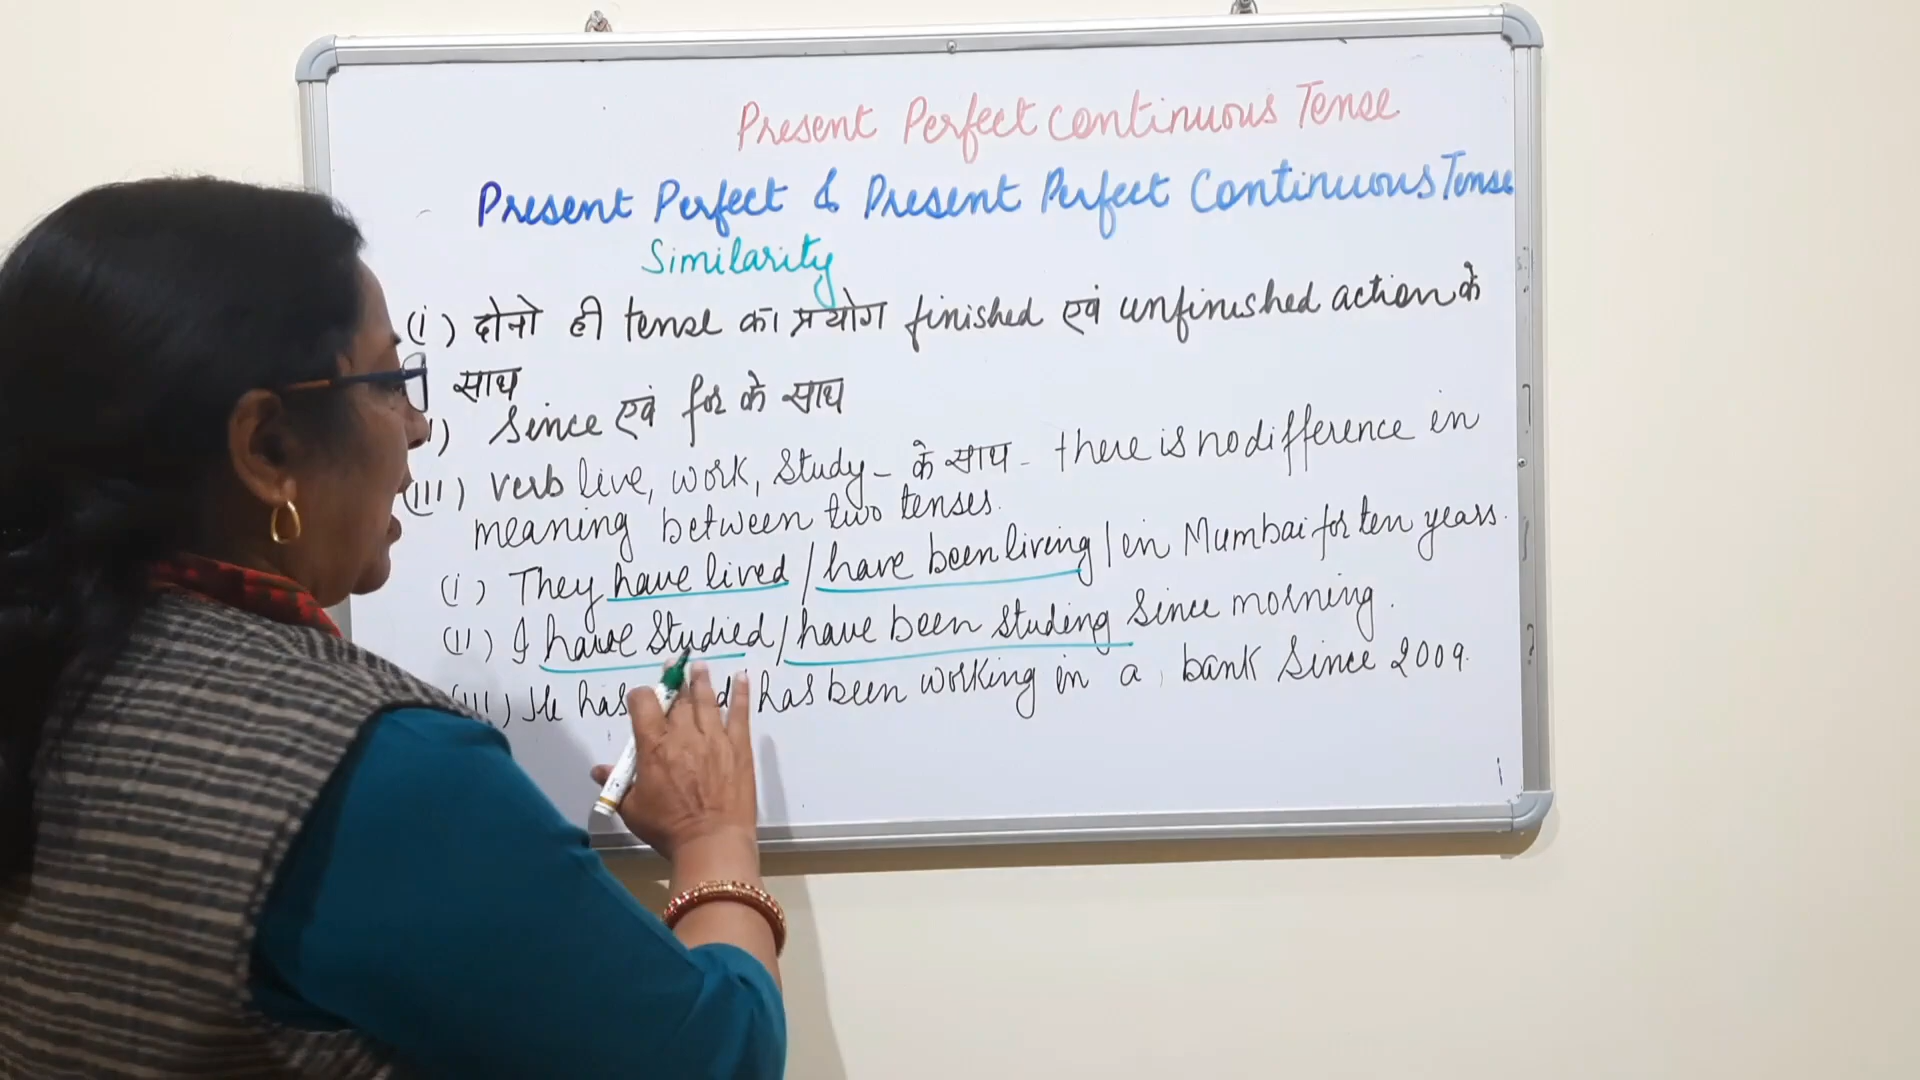 Present Perfect Continuous Tense
Present Perfect & Present Perfect Continuous Tense
Similarity
(i) दोनो ही tense का प्रयोग finished एवं unfinished action के
साथ
) Since एवं for के साथ
(III) verb live, work, Study - के साथ - there is no difference in
meaning between two tenses.
(i) They have lived / have been living / in Mumbai for ten years.
(II) I have studied / have been studing Since morning.
(III) He has has been working in a bank Since 2009.